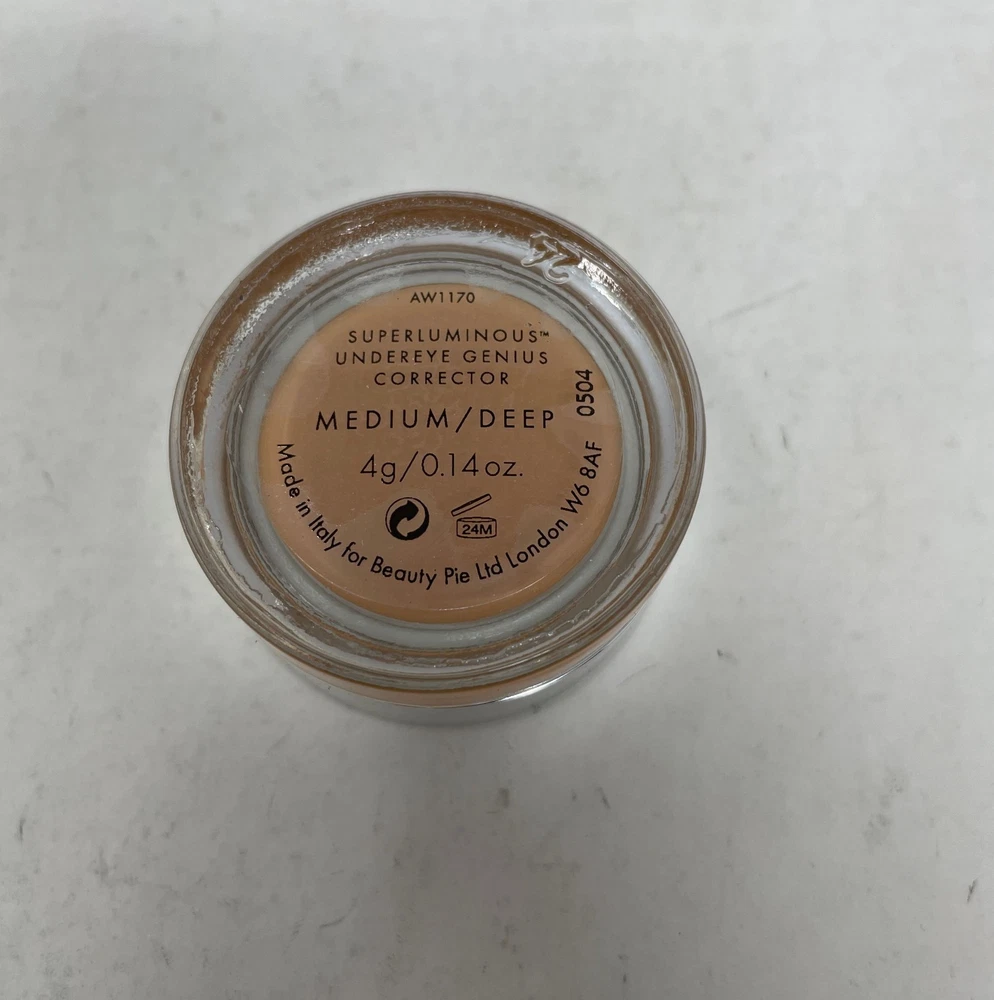 AW1170
SUPERLUMINOUS™
UNDEREYE GENIUS
CORRECTOR
MEDIUM/DEEP
0504
4g/0.14oz.
24M
Made in Italy for Beauty Pie Ltd London W6 8AF